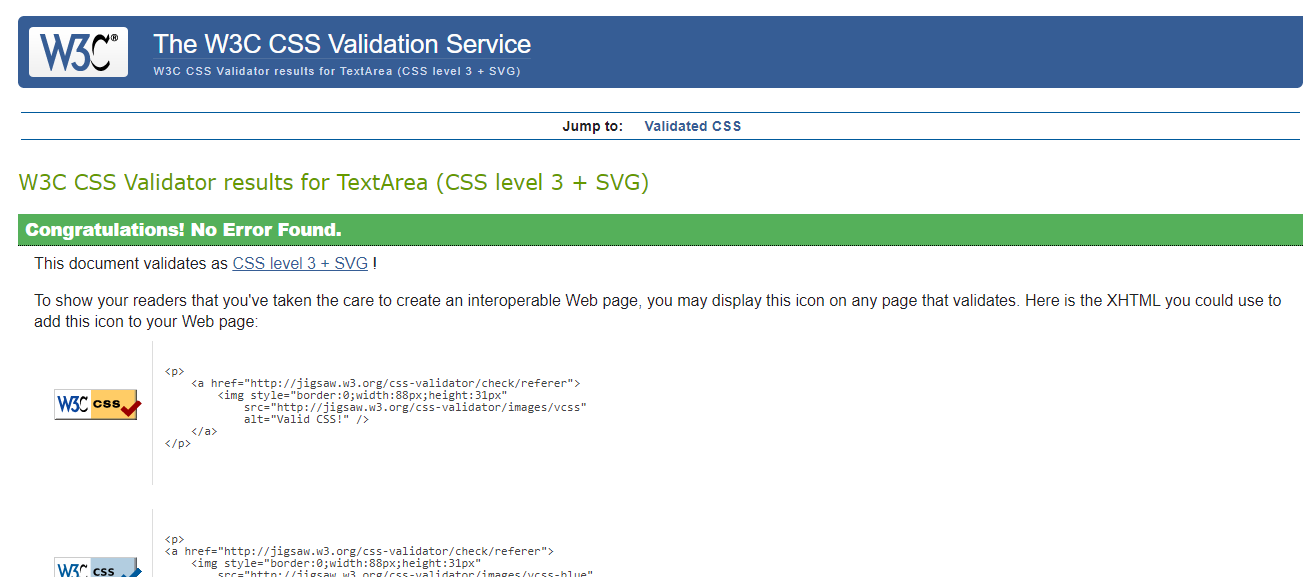 W3C®
The W3C CSS Validation Service
W3C CSS Validator results for TextArea (CSS level 3 + SVG)
Jump to: Validated CSS
W3C CSS Validator results for TextArea (CSS level 3 + SVG)
Congratulations! No Error Found.
This document validates as CSS level 3 + SVG !
To show your readers that you've taken the care to create an interoperable Web page, you may display this icon on any page that validates. Here is the XHTML you could use to
add this icon to your Web page:
W3C css
<p>
<a href="http://jigsaw.w3.org/css-validator/check/referer">
<img style="border:0;width:88px;height:31px"
src="http://jigsaw.w3.org/css-validator/images/vcss"
alt="Valid CSS!" />
</a>
</p>
W3C css
<p>
<a href="http://jigsaw.w3.org/css-validator/check/referer">
<img style="border:0;width:88px;height:31px"
src="http://jigsaw.w3.org/css-validator/images/vcss-blue"